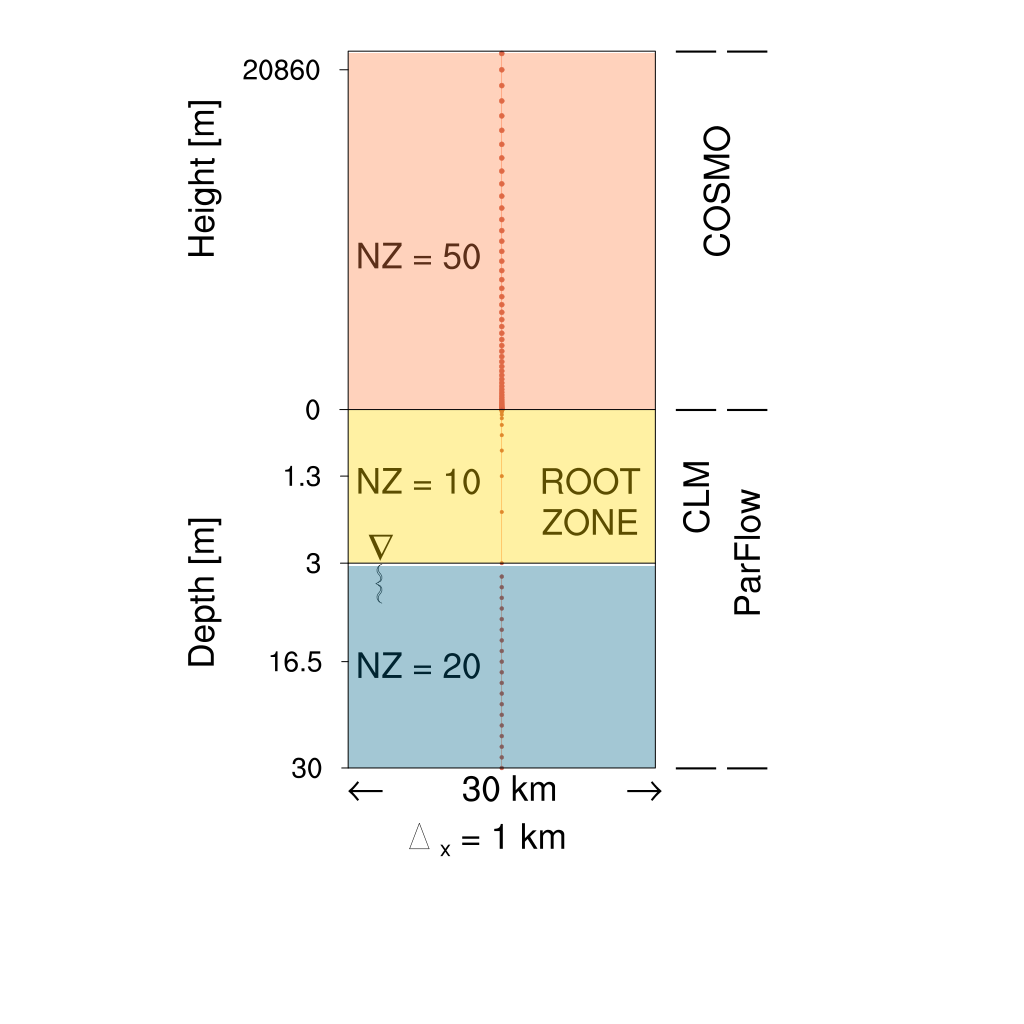 20860
Height [m]
COSMO
NZ = 50
0
1.3
NZ = 10
ROOT
ZONE
CLM
ParFlow
3
∇
Depth [m]
16.5
NZ = 20
30
← 30 km →
Δ x = 1 km